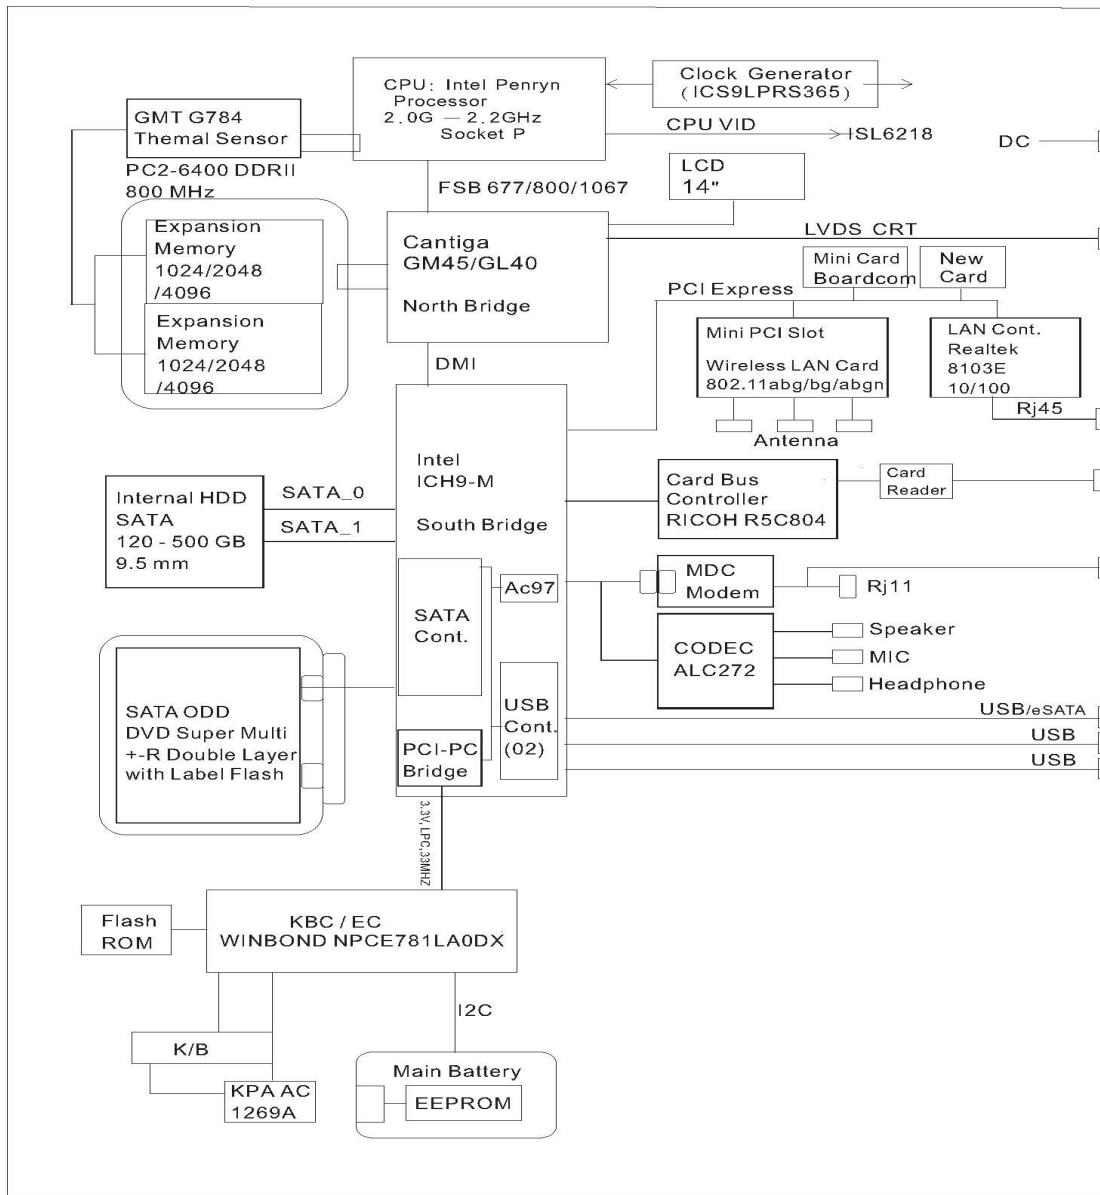 CPU: Intel Penryn
Processor
2.0G — 2.2GHz
Socket P
Clock Generator
(ICS9LPRS365)
GMT G784
Themal Sensor
CPU VID
ISL6218
DC
PC2-6400 DDRII
800 MHz
FSB 677/800/1067
LCD
14"
Expansion
Memory
1024/2048
/4096
Expansion
Memory
1024/2048
/4096
Cantiga
GM45/GL40
North Bridge
LVDS CRT
Mini Card
Boardcom
New
Card
PCI Express
Mini PCI Slot
Wireless LAN Card
802.11abg/bg/abgn
LAN Cont.
Realtek
8103E
10/100
DMI
Rj45
Antenna
Intel
ICH9-M
South Bridge
Internal HDD
SATA
120 - 500 GB
9.5 mm
SATA_0
SATA_1
Card Bus
Controller
RICOH R5C804
Card
Reader
Ac97
MDC
Modem
Rj11
SATA
Cont.
CODEC
ALC272
Speaker
MIC
Headphone
SATA ODD
DVD Super Multi
+-R Double Layer
with Label Flash
USB
Cont.
(02)
PCI-PC
Bridge
USB/eSATA
USB
USB
3.3V, LPC,33MHZ
Flash
ROM
KBC / EC
WINBOND NPCE781LA0DX
I2C
K/B
KPA AC
1269A
Main Battery
EEPROM